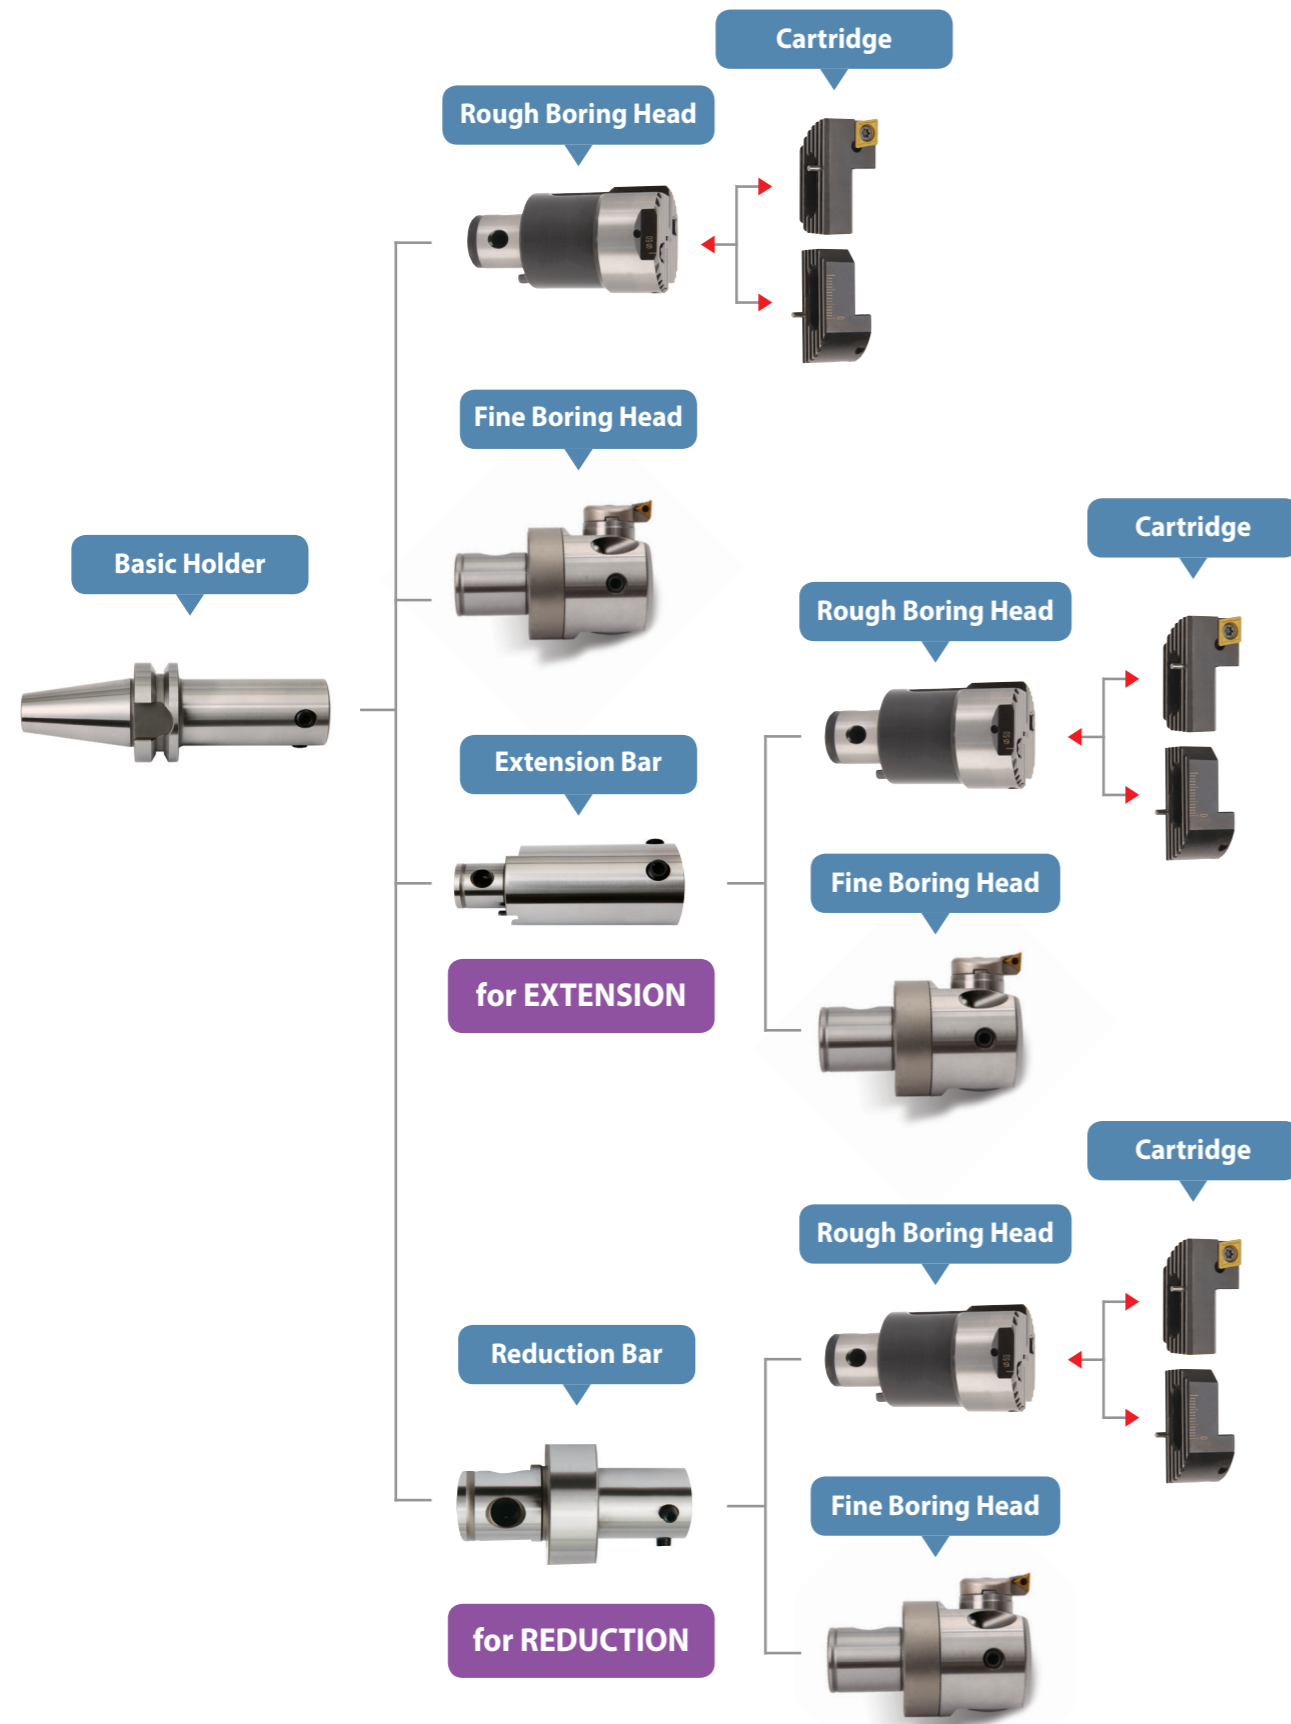 Cartridge
Rough Boring Head
Fine Boring Head
Basic Holder
Cartridge
Rough Boring Head
Extension Bar
Fine Boring Head
for EXTENSION
Cartridge
Rough Boring Head
Reduction Bar
Fine Boring Head
for REDUCTION